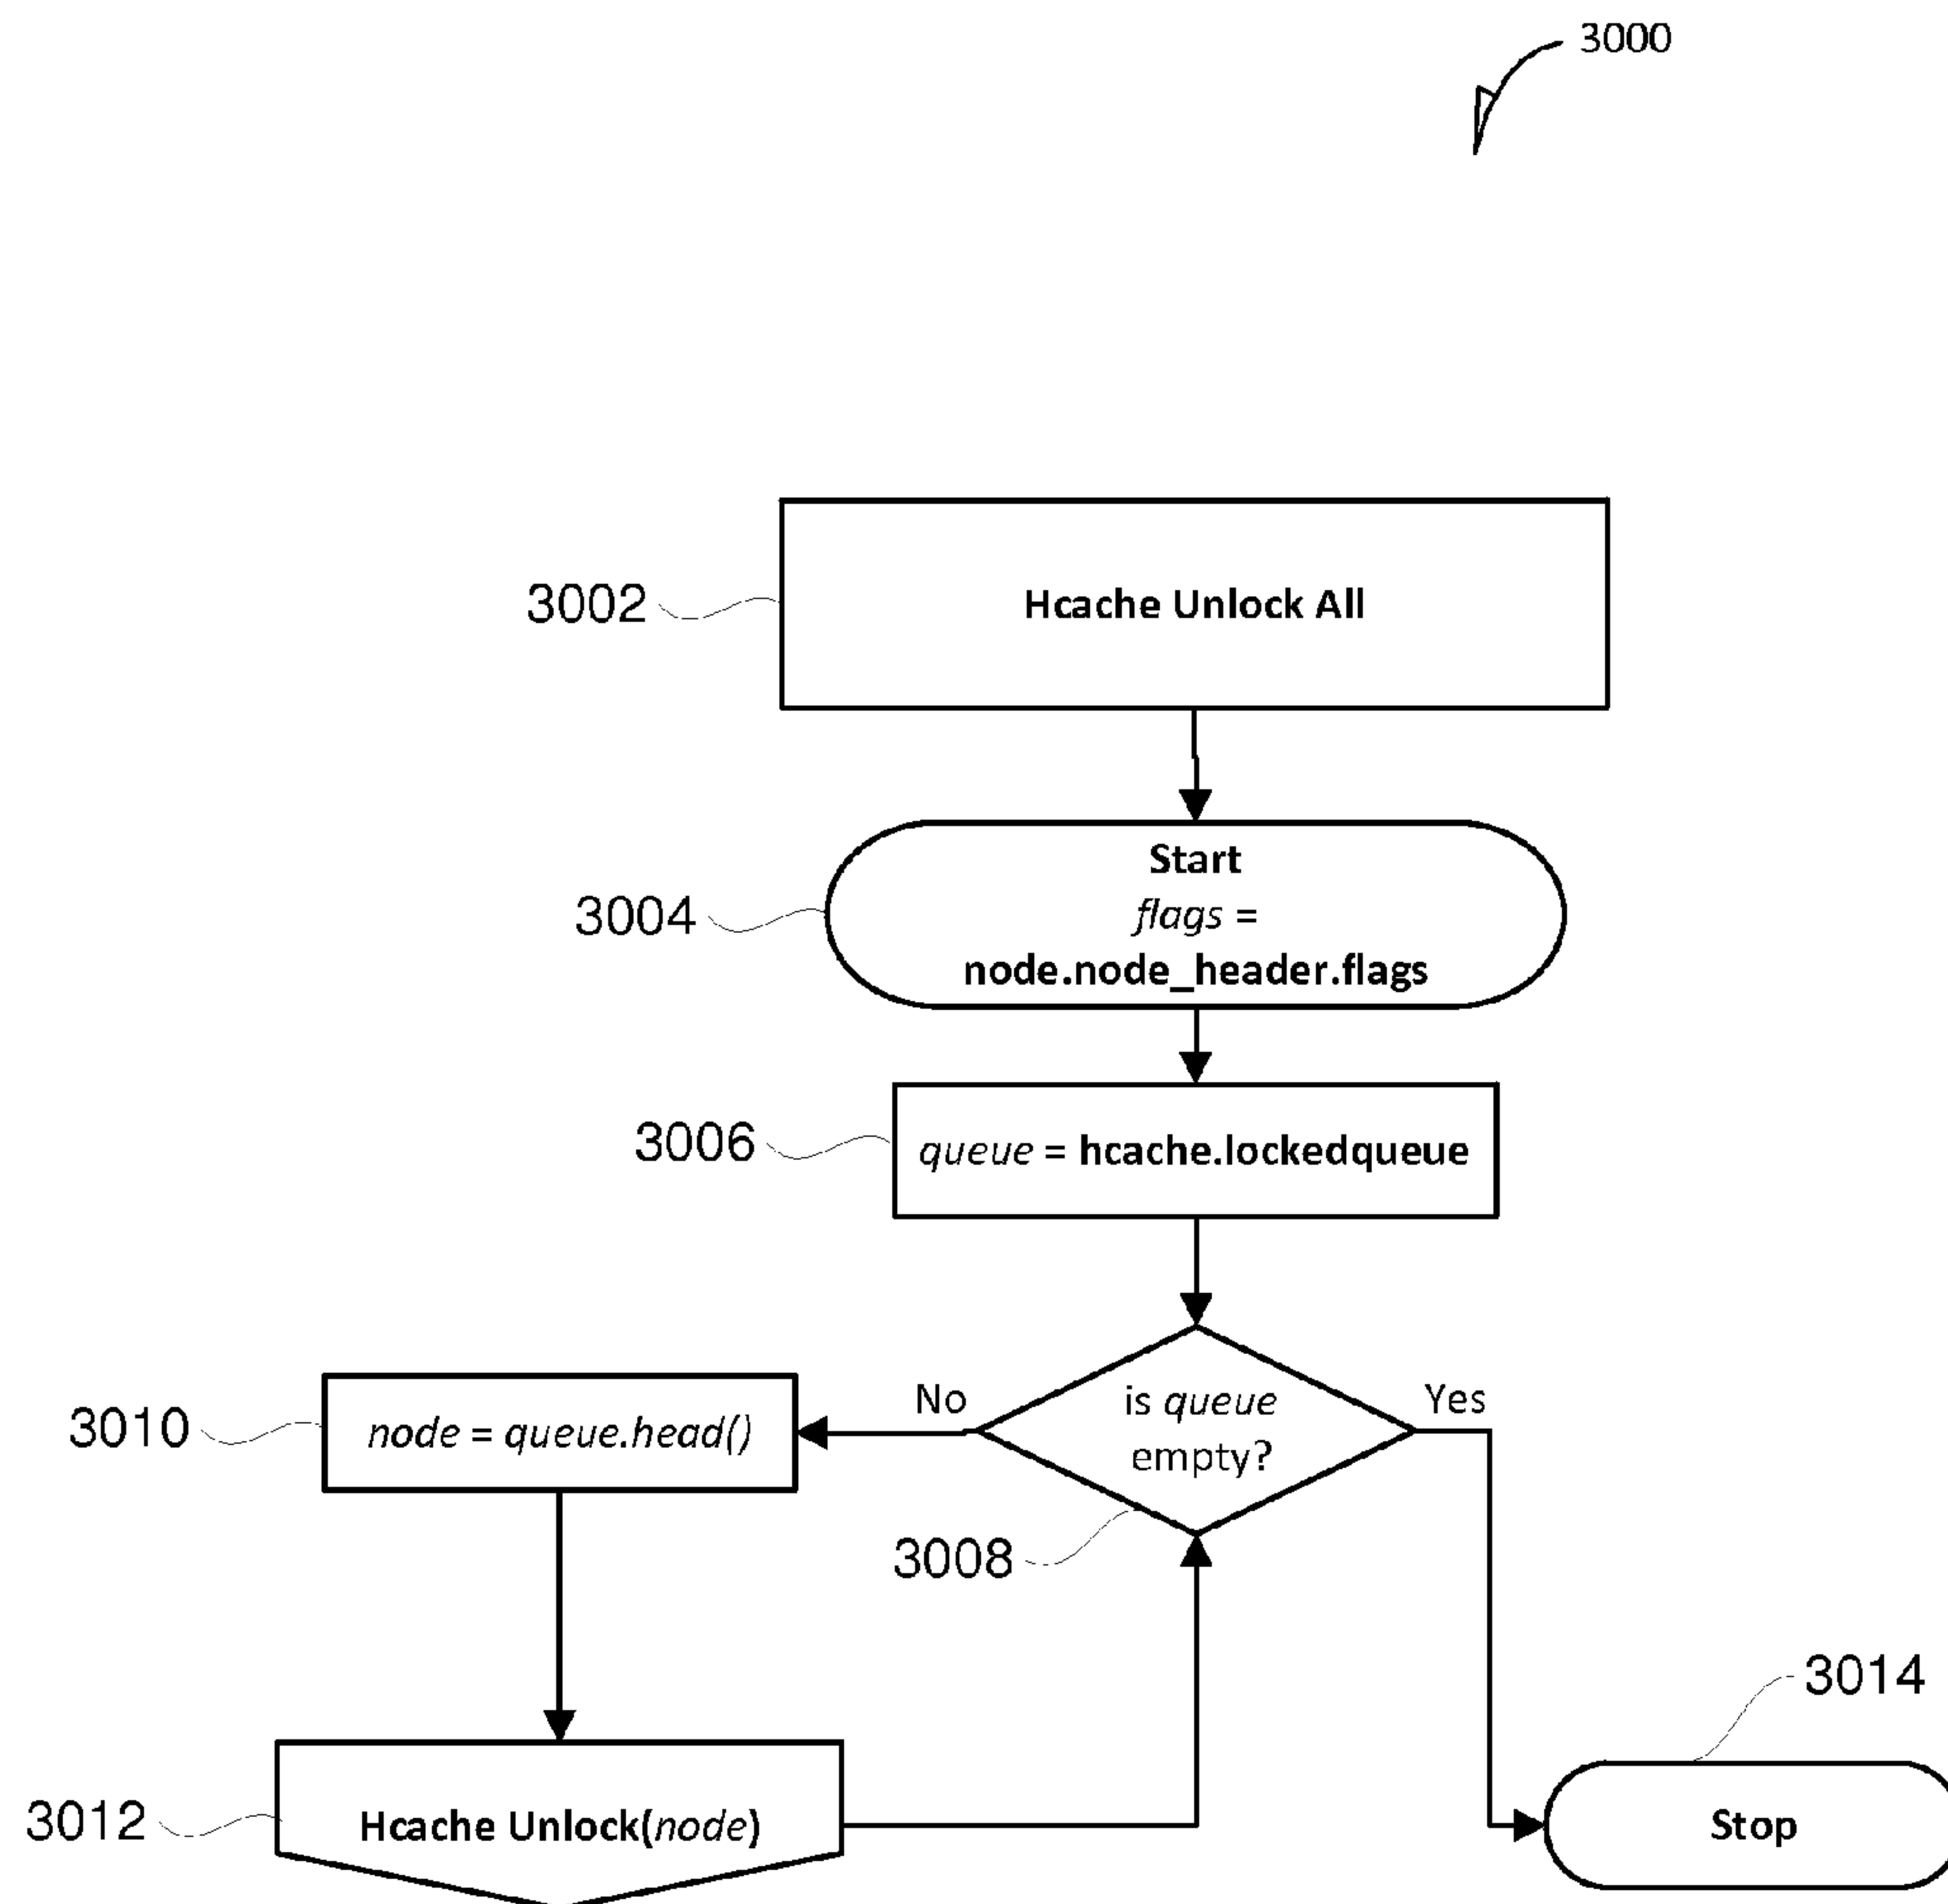 3000
3002
Hcache Unlock All
Start
3004
flags =
node.node_header.flags
3006
queue = hcache.lockedqueue
No
is queue
Yes
3010
node = queue.head()
empty?
3008
3014
3012
Hcache Unlock(node)
Stop